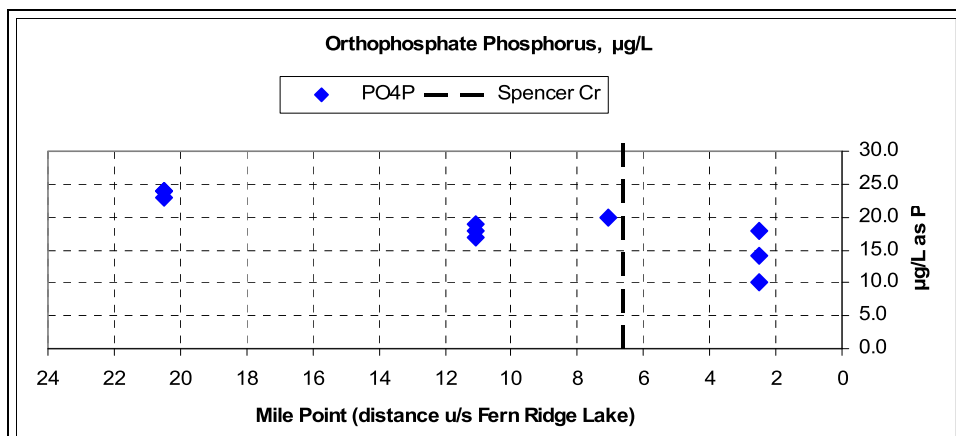 Orthophosphate Phosphorus, µg/L
PO4P Spencer Cr
30.0
25.0
20.0
15.0
10.0
5.0
0.0
µg/L as P
24 22 20 18 16 14 12 10 8 6 4 2 0
Mile Point (distance u/s Fern Ridge Lake)